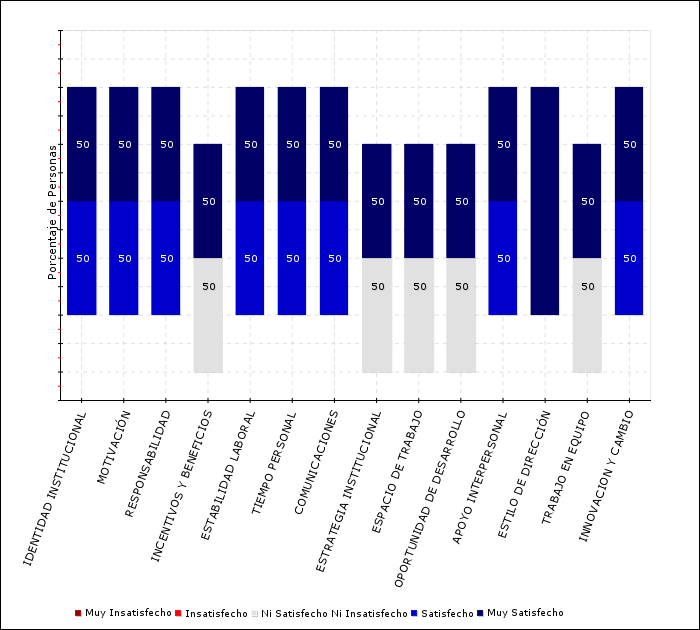 Porcentaje de Personas
50 50 50 50 50 50 50 50
50 50 50 50 50
50 50 50 50 50 50 50 50
50 50 50 50 50
IDENTIDAD INSTITUCIONAL
MOTIVACIÓN
RESPONSABILIDAD
INCENTIVOS Y BENEFICIOS
ESTABILIDAD LABORAL
TIEMPO PERSONAL
COMUNICACIONES
ESTRATEGIA INSTITUCIONAL
ESPACIO DE TRABAJO
OPORTUNIDAD DE DESARROLLO
APOYO INTERPERSONAL
ESTILO DE DIRECCIÓN
TRABAJO EN EQUIPO
INNOVACION Y CAMBIO
Muy Insatisfecho Insatisfecho Ni Satisfecho Ni Insatisfecho Satisfecho Muy Satisfecho